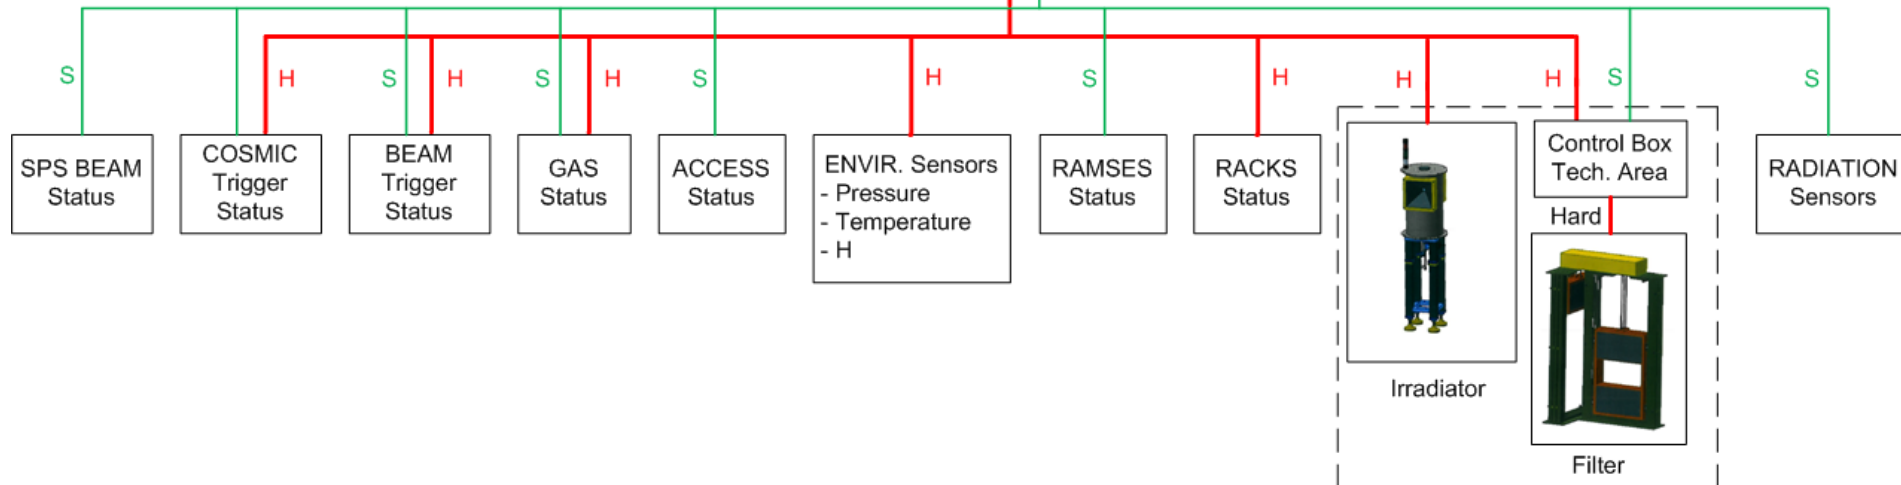 S
H
S
H
S
H
S
H
S
H
H
H
S
S
SPS BEAM
Status
COSMIC
Trigger
Status
BEAM
Trigger
Status
GAS
Status
ACCESS
Status
ENVIR. Sensors
- Pressure
- Temperature
- H
RAMSES
Status
RACKS
Status
Control Box
Tech. Area
RADIATION
Sensors
Hard
Irradiator
Filter